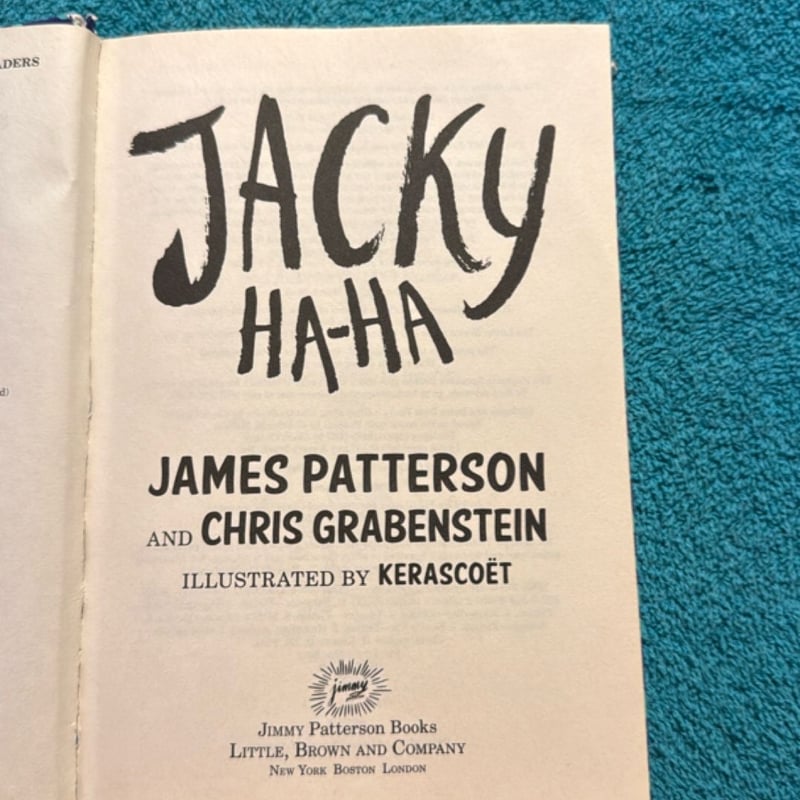 ADERS
d)
JACKY
HA-HA
JAMES PATTERSON
AND CHRIS GRABENSTEIN
ILLUSTRATED BY KERASCOËT
jimmy
JIMMY Patterson Books
LITTLE, BROWN AND COMPANY
NEW YORK BOSTON LONDON